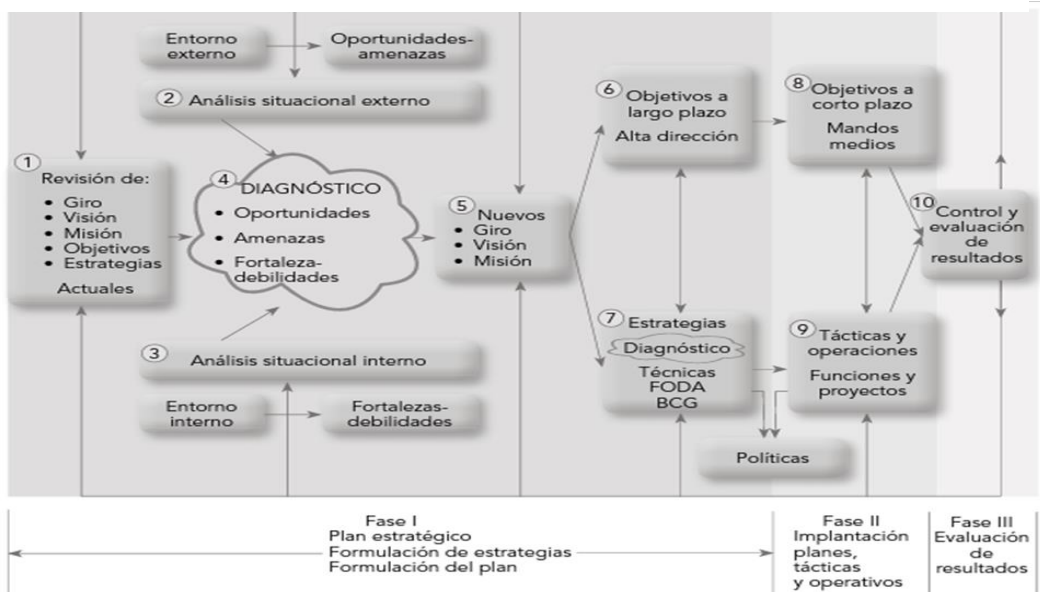 Entorno
externo
Oportunidades-
amenazas
2 Análisis situacional externo
1
Revisión de:
• Giro
• Visión
• Misión
• Objetivos
• Estrategias
Actuales
4 DIAGNÓSTICO
• Oportunidades
• Amenazas
• Fortaleza-
debilidades
3 Análisis situacional interno
Entorno
interno
Fortalezas-
debilidades
5 Nuevos
• Giro
• Visión
• Misión
6 Objetivos a
largo plazo
Alta dirección
7 Estrategias
Diagnóstico
Técnicas
FODA
BCG
8 Objetivos a
corto plazo
Mandos
medios
9 Tácticas y
operaciones
Funciones y
proyectos
Políticas
10 Control y
evaluación
de
resultados
Fase I
Plan estratégico
Formulación de estrategias
Formulación del plan
Fase II
Implantación
planes,
tácticas
y operativos
Fase III
Evaluación
de
resultados